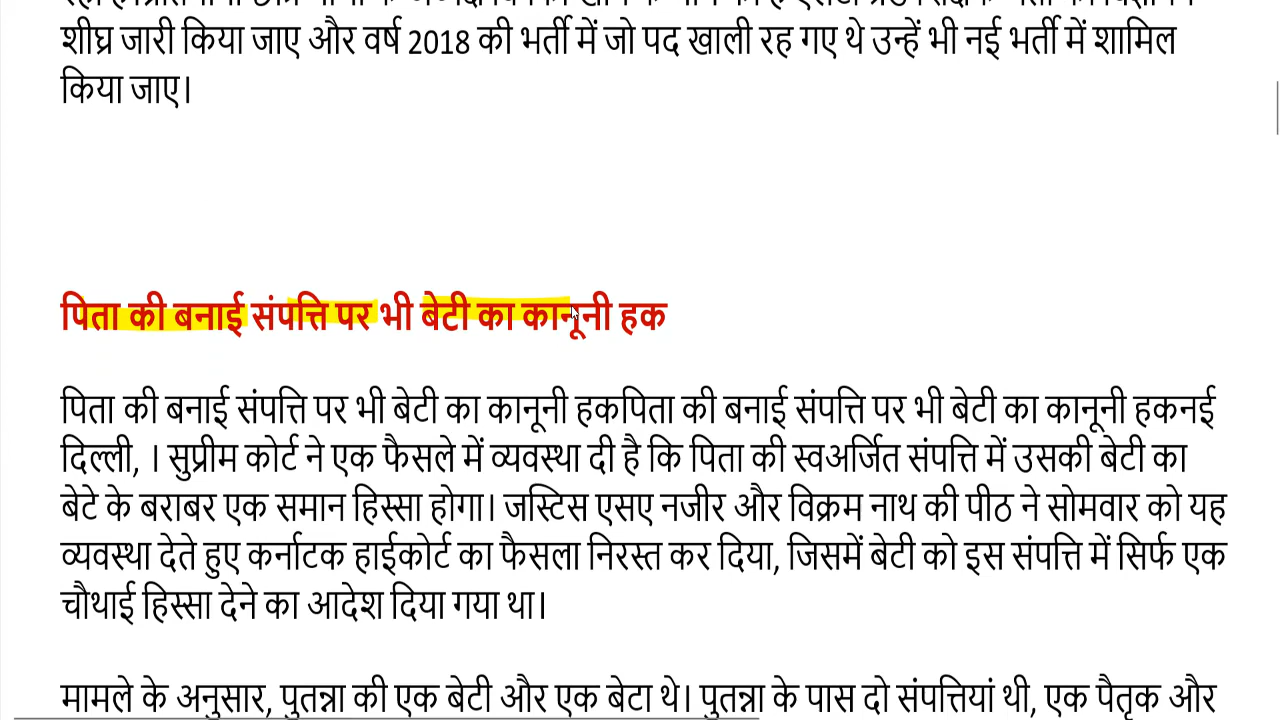 शीघ्र जारी किया जाए और वर्ष 2018 की भर्ती में जो पद खाली रह गए थे उन्हें भी नई भर्ती में शामिल
किया जाए।
पिता की बनाई संपत्ति पर भी बेटी का कानूनी हक
पिता की बनाई संपत्ति पर भी बेटी का कानूनी हकपिता की बनाई संपत्ति पर भी बेटी का कानूनी हकनई
दिल्ली, । सुप्रीम कोर्ट ने एक फैसले में व्यवस्था दी है कि पिता की स्वअर्जित संपत्ति में उसकी बेटी का
बेटे के बराबर एक समान हिस्सा होगा। जस्टिस एसए नजीर और विक्रम नाथ की पीठ ने सोमवार को यह
व्यवस्था देते हुए कर्नाटक हाईकोर्ट का फैसला निरस्त कर दिया, जिसमें बेटी को इस संपत्ति में सिर्फ एक
चौथाई हिस्सा देने का आदेश दिया गया था।
मामले के अनुसार, पुतन्ना की एक बेटी और एक बेटा थे। पुतन्ना के पास दो संपत्तियां थी, एक पैतृक और